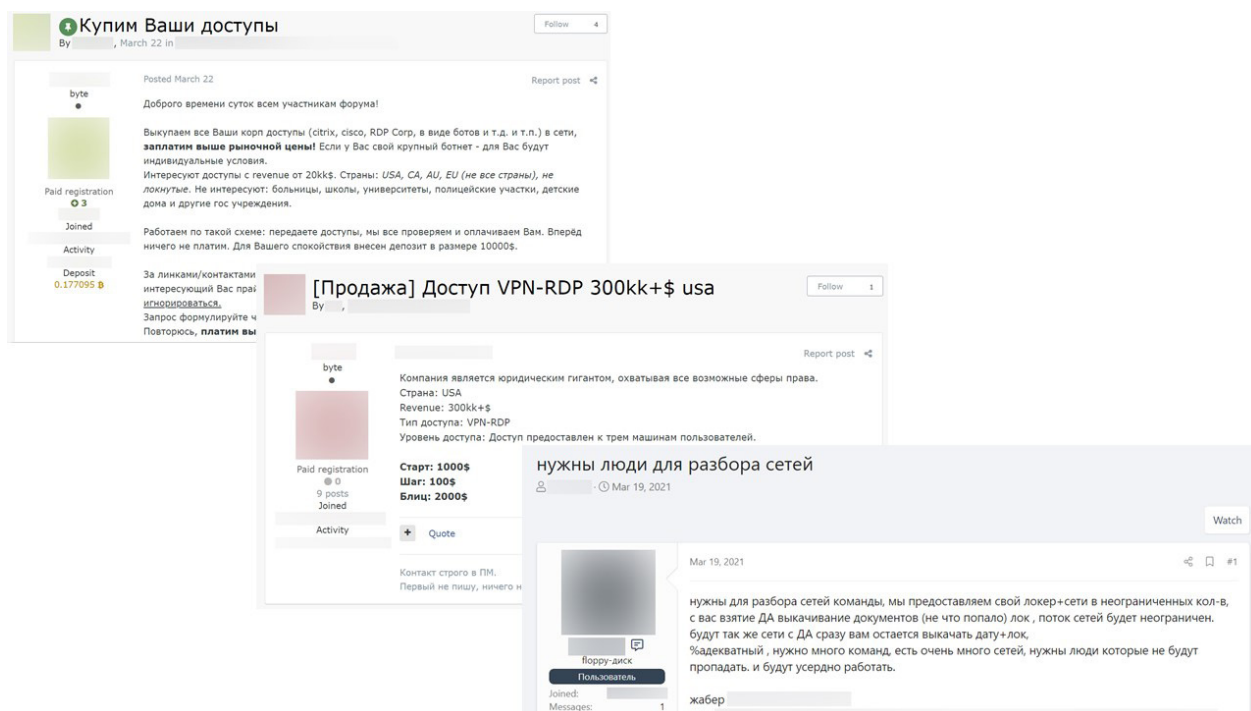 Купим Ваши доступы
By , March 22 in
Follow 4
byte
Paid registration
3
Joined
Activity
Deposit
0.177095 ₿
Posted March 22
Report post
Доброго времени суток всем участникам форума!
Выкупаем все Ваши корп доступы (citrix, cisco, RDP Corp, в виде ботов и т.д. и т.п.) в сети,
заплатим выше рыночной цены! Если у Вас свой крупный ботнет - для Вас будут
индивидуальные условия.
Интересуют доступы с revenue от 20kk$. Страны: USA, CA, AU, EU (не все страны), не
локнутые. Не интересуют: больницы, школы, университеты, полицейские участки, детские
дома и другие гос учреждения.
Работаем по такой схеме: передаете доступы, мы все проверяем и оплачиваем Вам. Вперёд
ничего не платим. Для Вашего спокойствия внесен депозит в размере 10000$.
За линками/контактами
интересующий Вас
игнорироваться.
Запрос формулируйте
Повторюсь, платим
[Продажа] Доступ VPN-RDP 300kk+$ usa
By ,
Follow 1
byte
Paid registration
0
9 posts
Joined
Activity
Report post
Компания является юридическим гигантом, охватывая все возможные сферы права.
Страна: USA
Revenue: 300kk+$
Тип доступа: VPN-RDP
Уровень доступа: Доступ предоставлен к трем машинам пользователей.
Старт: 1000$
Шаг: 100$
Блиц: 2000$
+ Quote
Контакт строго в ПМ.
Первый не пишу, ничего
нужны люди для разбора сетей
· Mar 19, 2021
Watch
floppy-диск
Пользователь
Joined:
Messages: 1
Mar 19, 2021
#1
нужны для разбора сетей команды, мы предоставляем свой локер+сети в неограниченных кол-в,
с вас взятие ДА выкачивание документов (не что попало) лок , поток сетей будет неограничен.
будут так же сети с ДА сразу вам остается выкачать дату+лок,
%адекватный , нужно много команд, есть очень много сетей, нужны люди которые не будут
пропадать. и будут усердно работать.
жабер